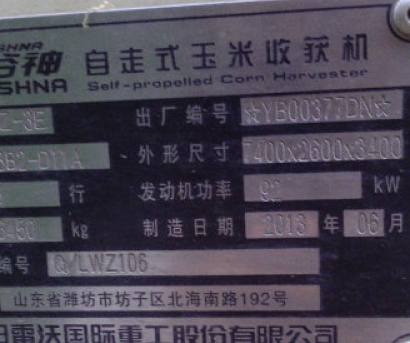 SHNA
谷神 自走式玉米收获机
SHNA Self-propelled Corn Harvester
Z-3E 出厂编号 ☆YB00377DN☆
外形尺寸 7400x2600x3400
行 发动机功率 92 kW
kg 制造日期 2013 年 06 月
编号 Q/LWZ106
山东省潍坊市坊子区北海南路192号
雷沃国际重工股份有限公司